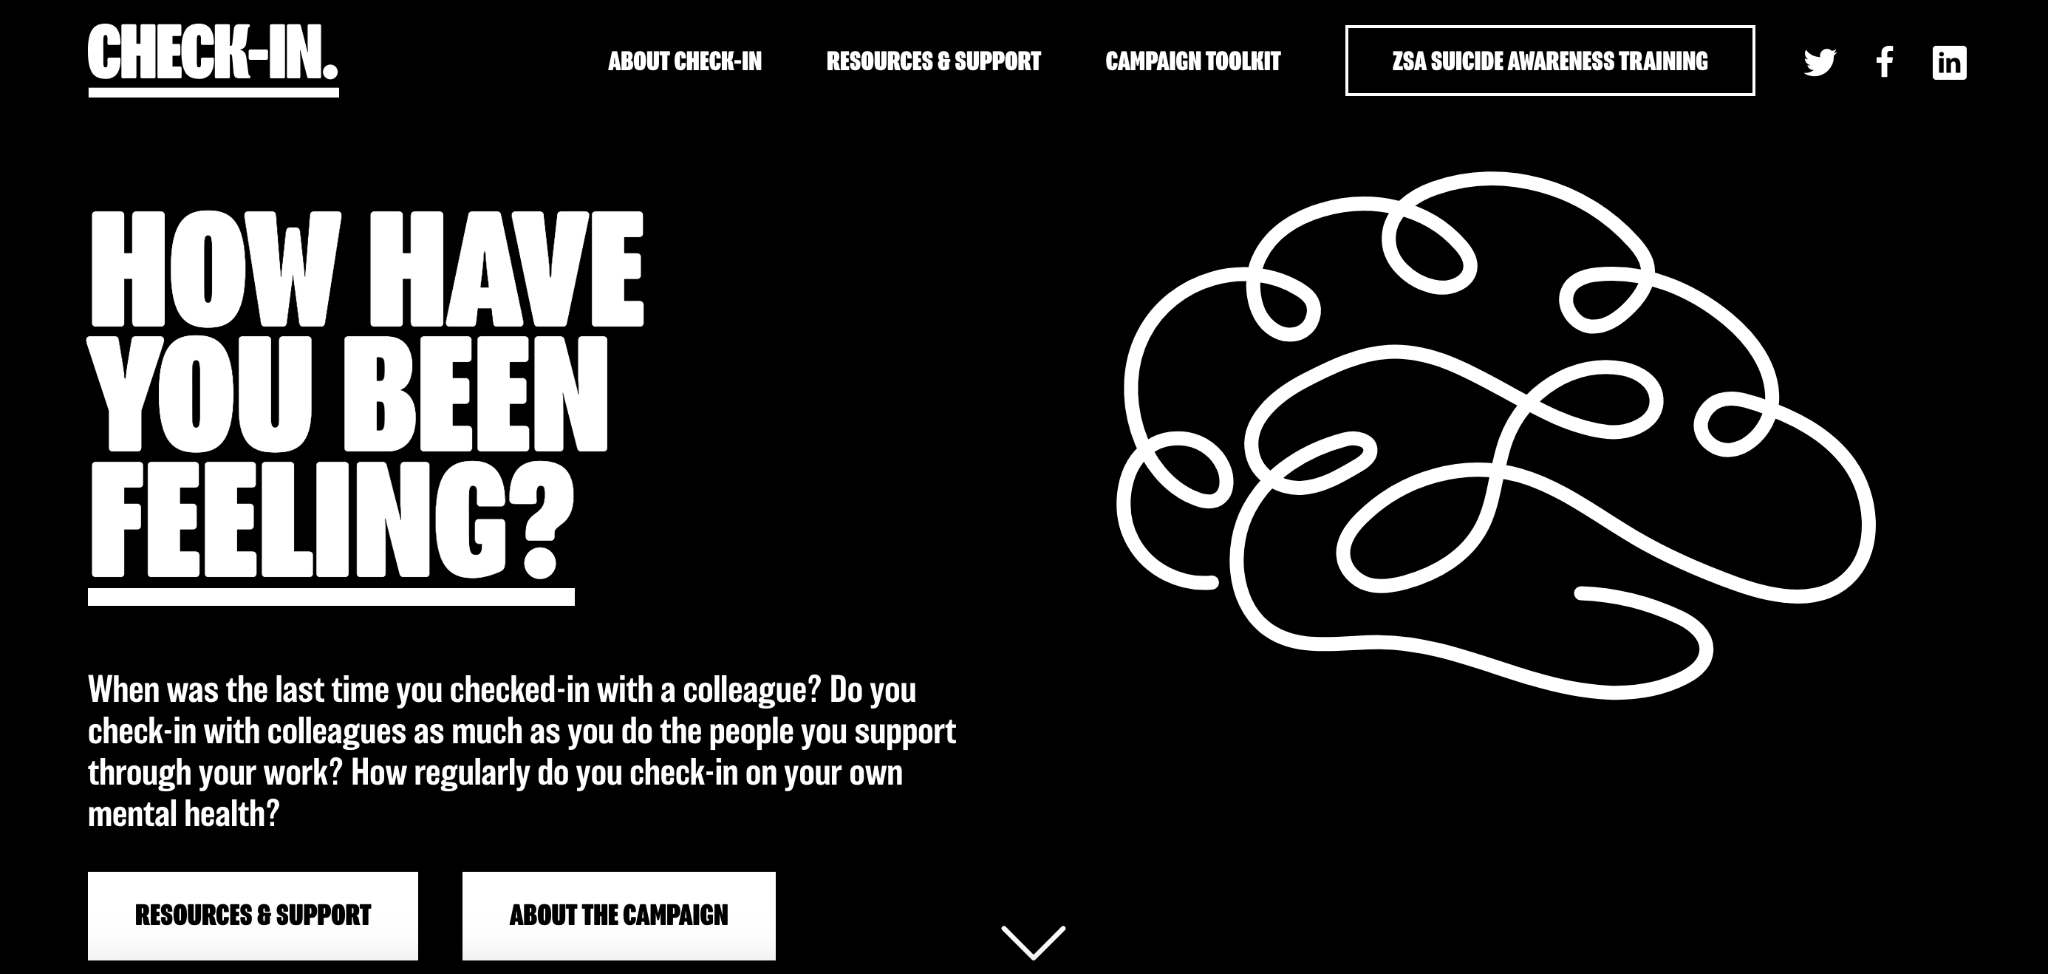 CHECK-IN.
ABOUT CHECK-IN
RESOURCES & SUPPORT
CAMPAIGN TOOLKIT
ZSA SUICIDE AWARENESS TRAINING
HOW HAVE
YOU BEEN
FEELING?
When was the last time you checked-in with a colleague? Do you
check-in with colleagues as much as you do the people you support
through your work? How regularly do you check-in on your own
mental health?
RESOURCES & SUPPORT
ABOUT THE CAMPAIGN